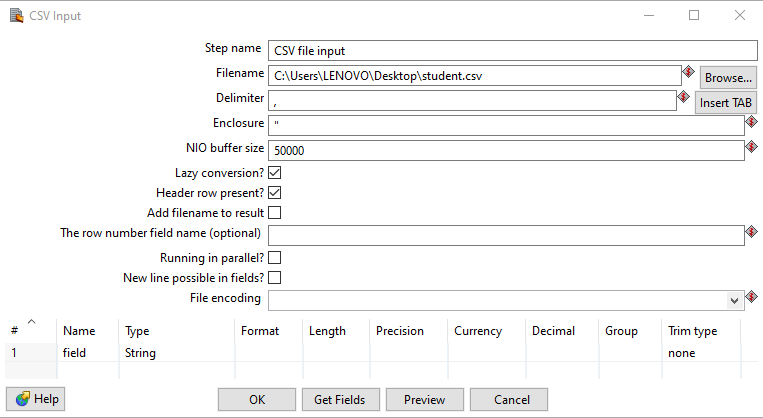 CSV Input
Step name CSV file input
Filename C:\Users\LENOVO\Desktop\student.csv Browse...
Delimiter , Insert TAB
Enclosure "
NIO buffer size 50000
Lazy conversion?
Header row present?
Add filename to result
The row number field name (optional)
Running in parallel?
New line possible in fields?
File encoding
# Name Type Format Length Precision Currency Decimal Group Trim type
1 field String none
Help OK Get Fields Preview Cancel